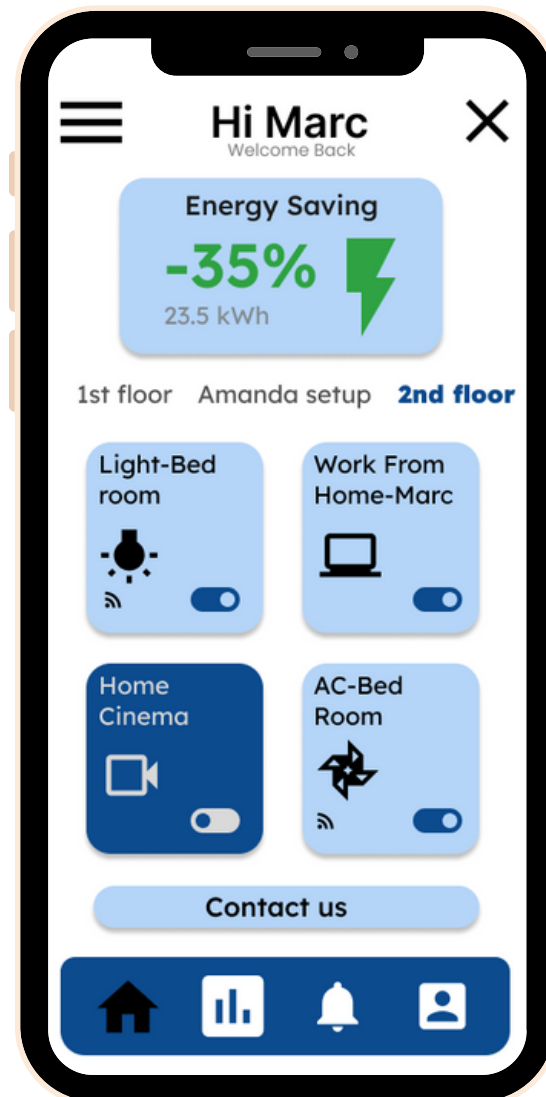 Hi Marc
Welcome Back
Energy Saving
-35%
23.5 kWh
1st floor Amanda setup 2nd floor
Light-Bed
room
Work From
Home-Marc
Home
Cinema
AC-Bed
Room
Contact us